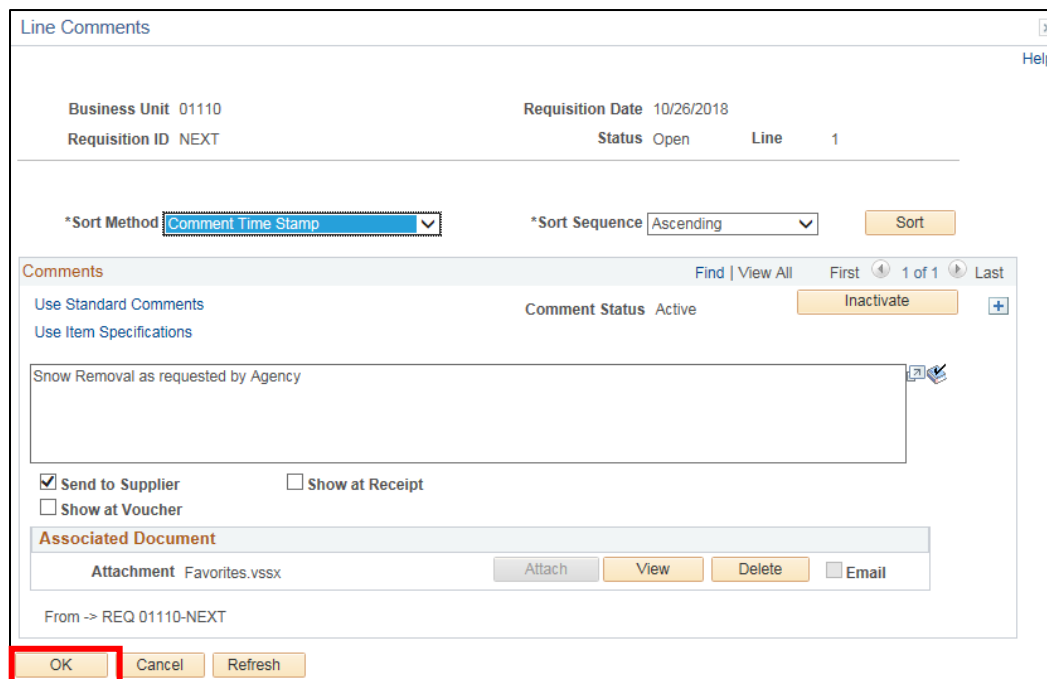 Line Comments
Help
Business Unit 01110 Requisition Date 10/26/2018
Requisition ID NEXT Status Open Line 1
*Sort Method Comment Time Stamp *Sort Sequence Ascending Sort
Comments Find | View All First 1 of 1 Last
Use Standard Comments Comment Status Active Inactivate
Use Item Specifications
Snow Removal as requested by Agency
Send to Supplier Show at Receipt
Show at Voucher
Associated Document
Attachment Favorites.vssx Attach View Delete Email
From -> REQ 01110-NEXT
OK Cancel Refresh